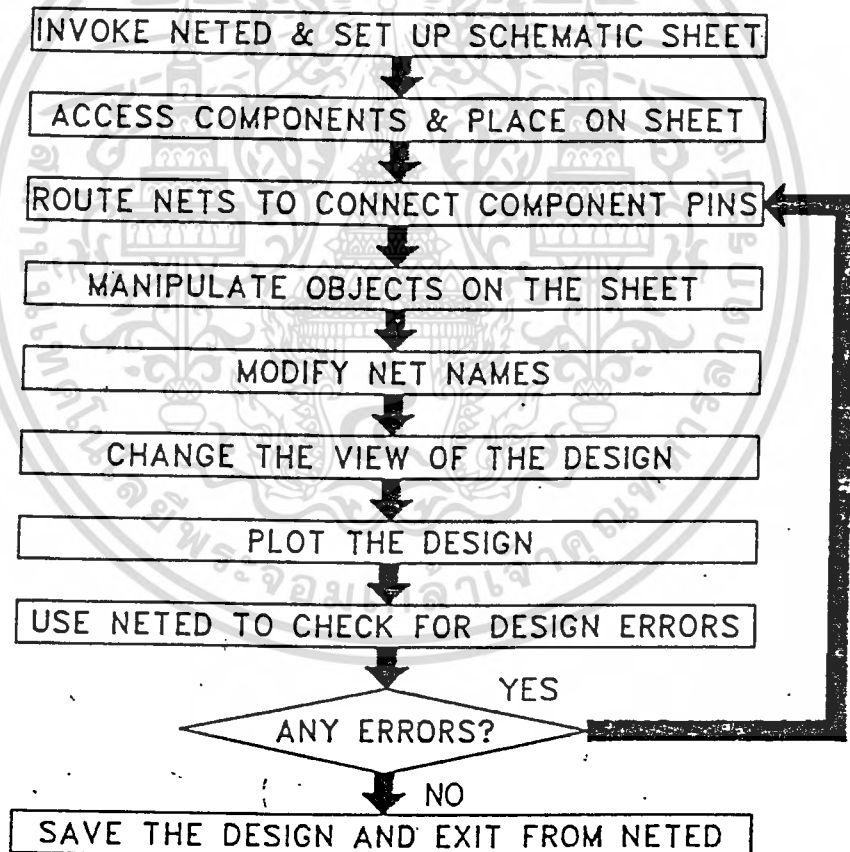 INVOKE NETED & SET UP SCHEMATIC SHEET
ACCESS COMPONENTS & PLACE ON SHEET
ROUTE NETS TO CONNECT COMPONENT PINS
MANIPULATE OBJECTS ON THE SHEET
MODIFY NET NAMES
CHANGE THE VIEW OF THE DESIGN
PLOT THE DESIGN
USE NETED TO CHECK FOR DESIGN ERRORS
YES
ANY ERRORS?
NO
SAVE THE DESIGN AND EXIT FROM NETED